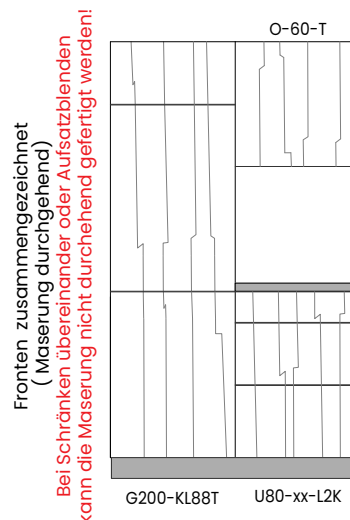 O-60-T
Fronten zusammengezeichnet
( Maserung durchgehend)
Bei Schränken übereinander oder Aufsatzblenden
kann die Maserung nicht durchehend gefertigt werden!
G200-KL88T
U80-xx-L2K